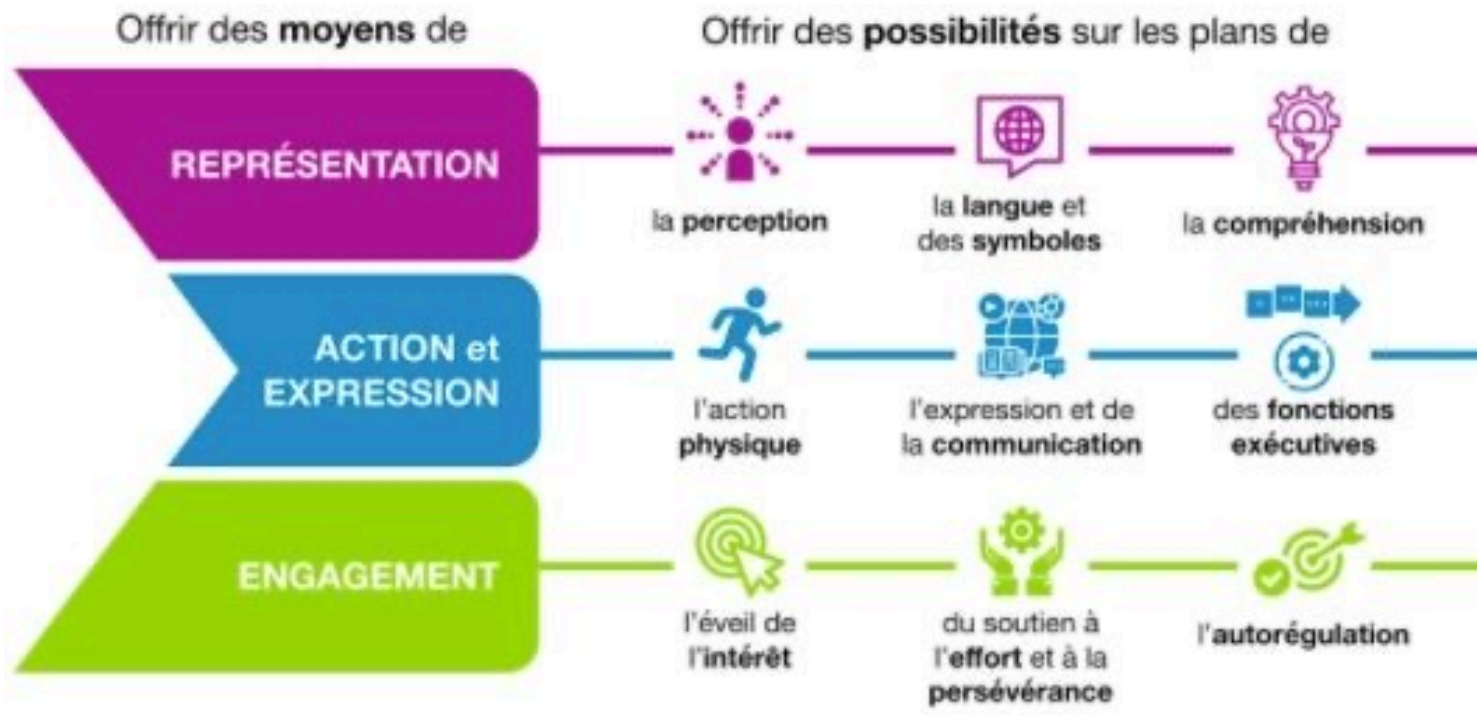 Offrir des moyens de
Offrir des possibilités sur les plans de
REPRÉSENTATION
la perception
la langue et
des symboles
la compréhension
ACTION et
EXPRESSION
l'action
physique
l'expression et de
la communication
des fonctions
exécutives
ENGAGEMENT
l'éveil de
l'intérêt
du soutien à
l'effort et à la
persévérance
l'autorégulation